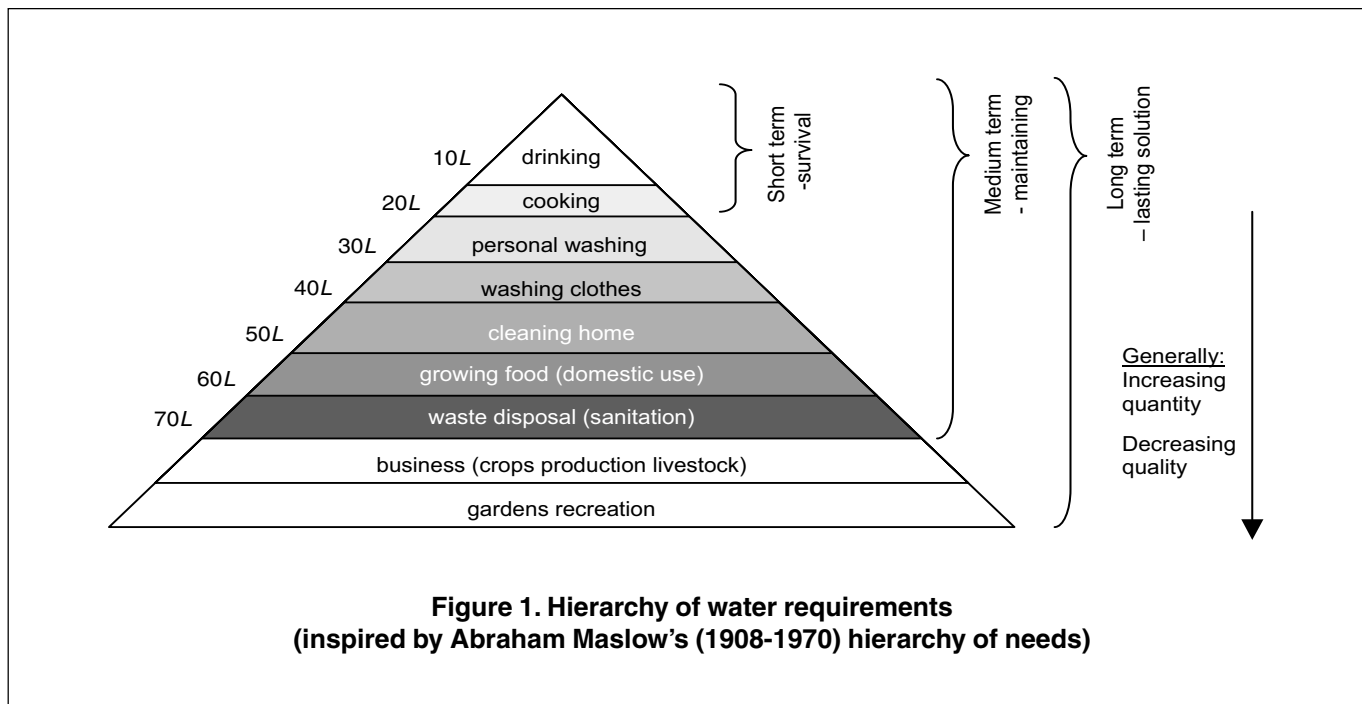 10L
drinking
20L
cooking
30L
personal washing
40L
washing clothes
50L
cleaning home
60L
growing food (domestic use)
70L
waste disposal (sanitation)
business (crops production livestock)
gardens recreation
Short term
-survival
Medium term
- maintaining
Long term
– lasting solution
Generally:
Increasing
quantity
Decreasing
quality
Figure 1. Hierarchy of water requirements
(inspired by Abraham Maslow’s (1908-1970) hierarchy of needs)